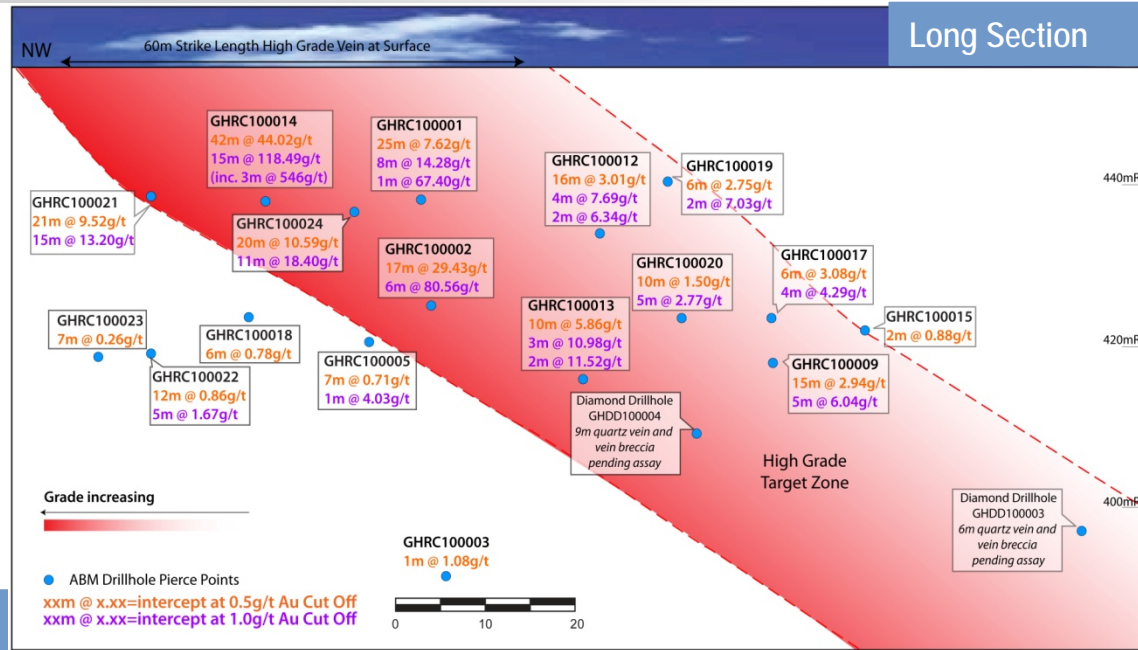 Long Section
NW
60m Strike Length High Grade Vein at Surface
GHRC100014
42m @ 44.02g/t
15m @ 118.49g/t
(inc. 3m @ 546g/t)
GHRC100001
25m @ 7.62g/t
8m @ 14.28g/t
1m @ 67.40g/t
GHRC100012
16m @ 3.01g/t
4m @ 7.69g/t
2m @ 6.34g/t
GHRC100019
6m @ 2.75g/t
2m @ 7.03g/t
440mR
GHRC100021
21m @ 9.52g/t
15m @ 13.20g/t
GHRC100024
20m @ 10.59g/t
11m @ 18.40g/t
GHRC100002
17m @ 29.43g/t
6m @ 80.56g/t
GHRC100020
10m @ 1.50g/t
5m @ 2.77g/t
GHRC100017
6m @ 3.08g/t
4m @ 4.29g/t
GHRC100013
10m @ 5.86g/t
3m @ 10.98g/t
2m @ 11.52g/t
GHRC100015
2m @ 0.88g/t
420mR
GHRC100023
7m @ 0.26g/t
GHRC100018
6m @ 0.78g/t
GHRC100022
12m @ 0.86g/t
5m @ 1.67g/t
GHRC100005
7m @ 0.71g/t
1m @ 4.03g/t
GHRC100009
15m @ 2.94g/t
5m @ 6.04g/t
Diamond Drillhole
GHDD100004
9m quartz vein and
vein breccia
pending assay
High Grade
Target Zone
400mR
Diamond Drillhole
GHDD100003
6m quartz vein and
vein breccia
pending assay
Grade increasing
GHRC100003
1m @ 1.08g/t
ABM Drillhole Pierce Points
xxm @ x.xx=intercept at 0.5g/t Au Cut Off
xxm @ x.xx=intercept at 1.0g/t Au Cut Off
0 10 20